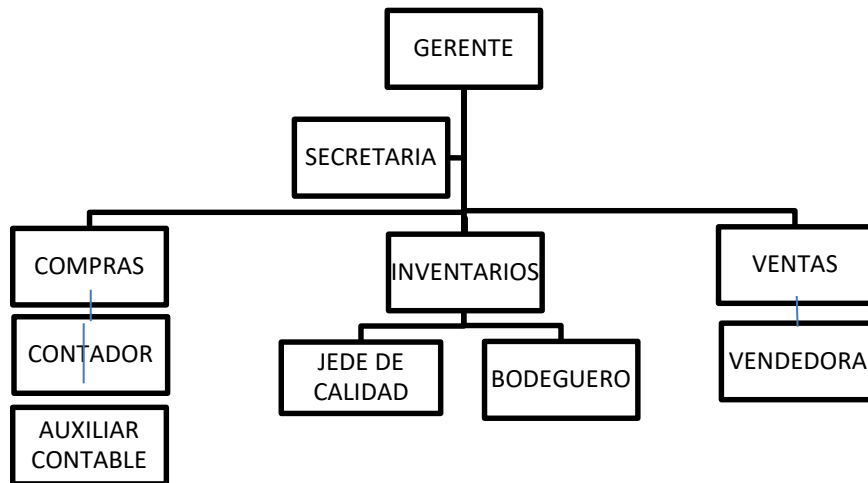 GERENTE
SECRETARIA
COMPRAS
INVENTARIOS
VENTAS
CONTADOR
JEDE DE
CALIDAD
BODEGUERO
VENDEDORA
AUXILIAR
CONTABLE